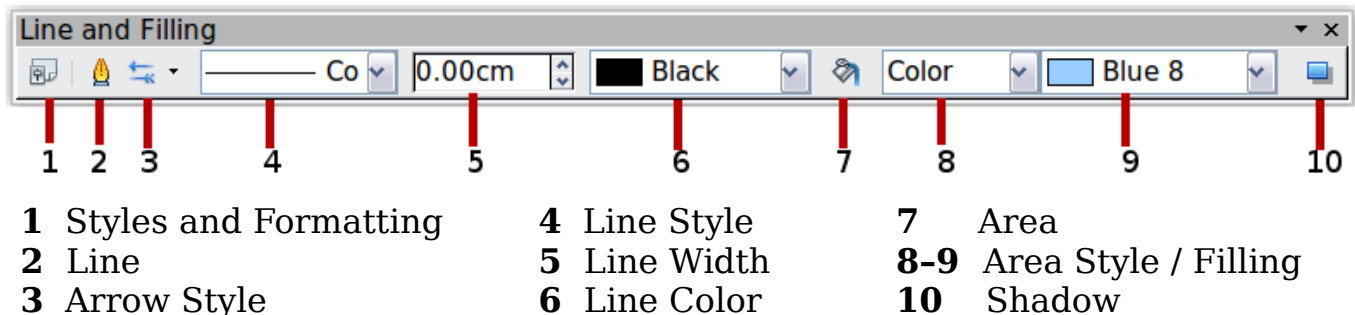 Line and Filling
Co 0.00cm Black Color Blue 8
1 2 3 4 5 6 7 8 9 10
1 Styles and Formatting 4 Line Style 7 Area
2 Line 5 Line Width 8–9 Area Style / Filling
3 Arrow Style 6 Line Color 10 Shadow